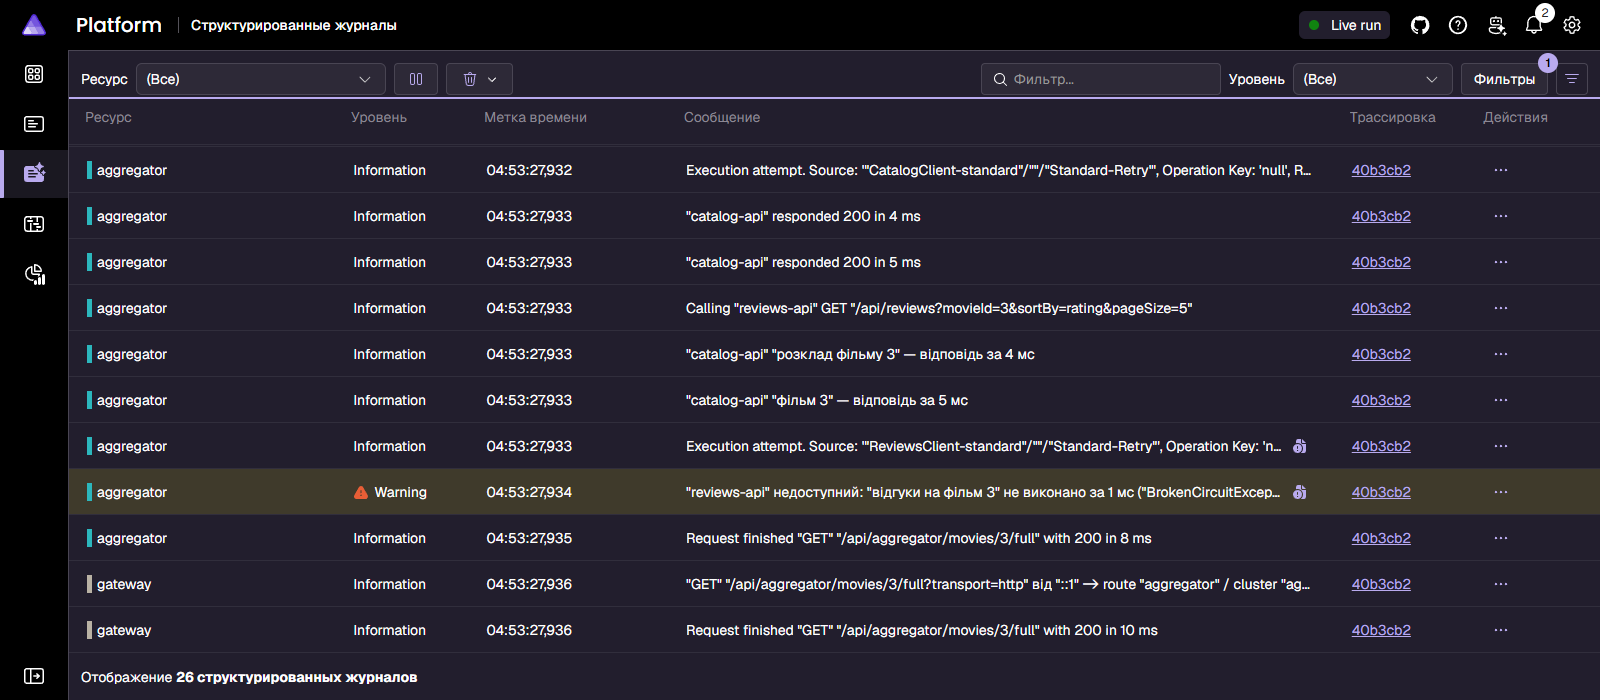 Platform Структурированные журналы Live run 2
Ресурс (Все) Фильтр... Уровень (Все) Фильтры 1
Ресурс Уровень Метка времени Сообщение Трассировка Действия
aggregator Information 04:53:27,932 Execution attempt. Source: '"CatalogClient-standard"/""/"Standard-Retry"', Operation Key: 'null', R... 40b3cb2 ...
aggregator Information 04:53:27,933 "catalog-api" responded 200 in 4 ms 40b3cb2 ...
aggregator Information 04:53:27,933 "catalog-api" responded 200 in 5 ms 40b3cb2 ...
aggregator Information 04:53:27,933 Calling "reviews-api" GET "/api/reviews?movieId=3&sortBy=rating&pageSize=5" 40b3cb2 ...
aggregator Information 04:53:27,933 "catalog-api" "розклад фільму 3" — відповідь за 4 мс 40b3cb2 ...
aggregator Information 04:53:27,933 "catalog-api" "фільм 3" — відповідь за 5 мс 40b3cb2 ...
aggregator Information 04:53:27,933 Execution attempt. Source: '"ReviewsClient-standard"/""/"Standard-Retry"', Operation Key: 'n... 40b3cb2 ...
aggregator Warning 04:53:27,934 "reviews-api" недоступний: "відгуки на фільм 3" не виконано за 1 мс ("BrokenCircuitExcep... 40b3cb2 ...
aggregator Information 04:53:27,935 Request finished "GET" "/api/aggregator/movies/3/full" with 200 in 8 ms 40b3cb2 ...
gateway Information 04:53:27,936 "GET" "/api/aggregator/movies/3/full?transport=http" від "::1" → route "aggregator" / cluster "ag... 40b3cb2 ...
gateway Information 04:53:27,936 Request finished "GET" "/api/aggregator/movies/3/full" with 200 in 10 ms 40b3cb2 ...
Отображение 26 структурированных журналов